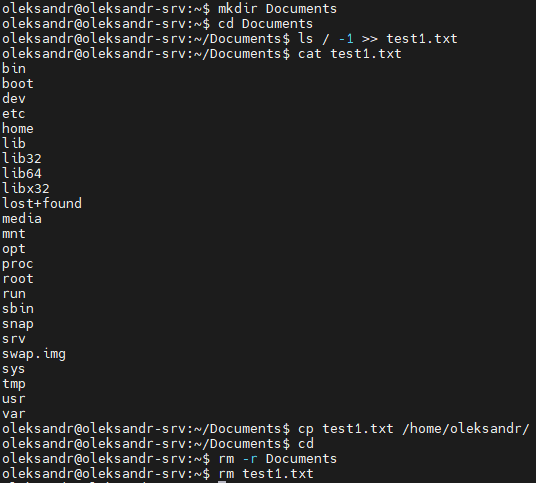 oleksandr@oleksandr-srv:~$ mkdir Documents
oleksandr@oleksandr-srv:~$ cd Documents
oleksandr@oleksandr-srv:~/Documents$ ls / -1 >> test1.txt
oleksandr@oleksandr-srv:~/Documents$ cat test1.txt
bin
boot
dev
etc
home
lib
lib32
lib64
libx32
lost+found
media
mnt
opt
proc
root
run
sbin
snap
srv
swap.img
sys
tmp
usr
var
oleksandr@oleksandr-srv:~/Documents$ cp test1.txt /home/oleksandr/
oleksandr@oleksandr-srv:~/Documents$ cd
oleksandr@oleksandr-srv:~$ rm -r Documents
oleksandr@oleksandr-srv:~$ rm test1.txt